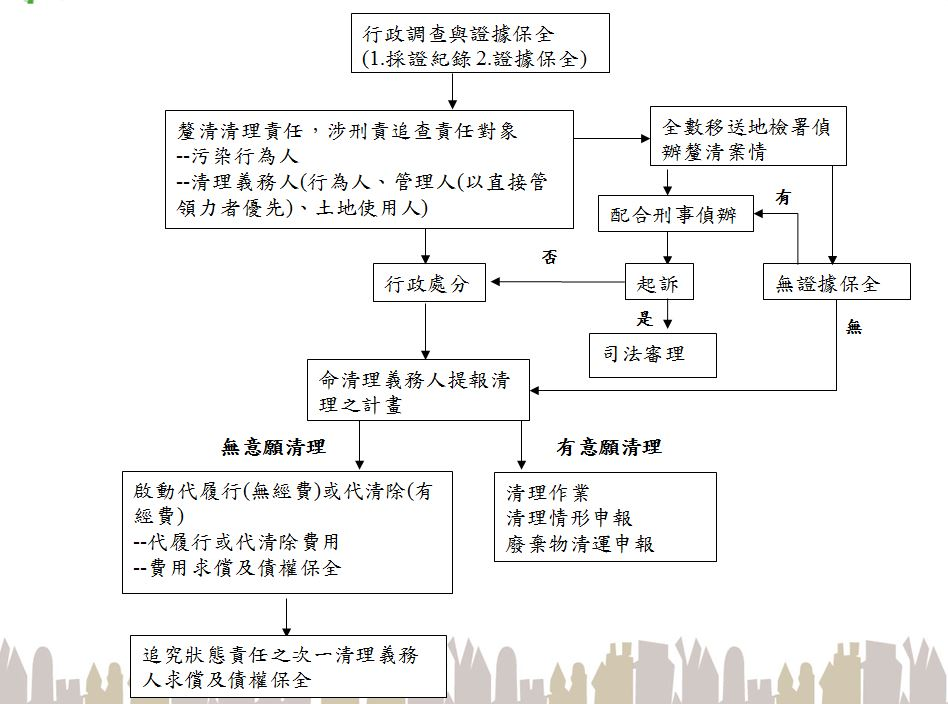 行政調查與證據保全
(1.採證紀錄 2.證據保全)
釐清清理責任，涉刑責追查責任對象
--污染行為人
--清理義務人(行為人、管理人(以直接管
領力者優先)、土地使用人)
全數移送地檢署偵
辦釐清案情
有
配合刑事偵辦
否
行政處分
起訴
無證據保全
是
無
司法審理
命清理義務人提報清
理之計畫
無意願清理
有意願清理
啟動代履行(無經費)或代清除(有
經費)
--代履行或代清除費用
--費用求償及債權保全
清理作業
清理情形申報
廢棄物清運申報
追究狀態責任之次一清理義務
人求償及債權保全